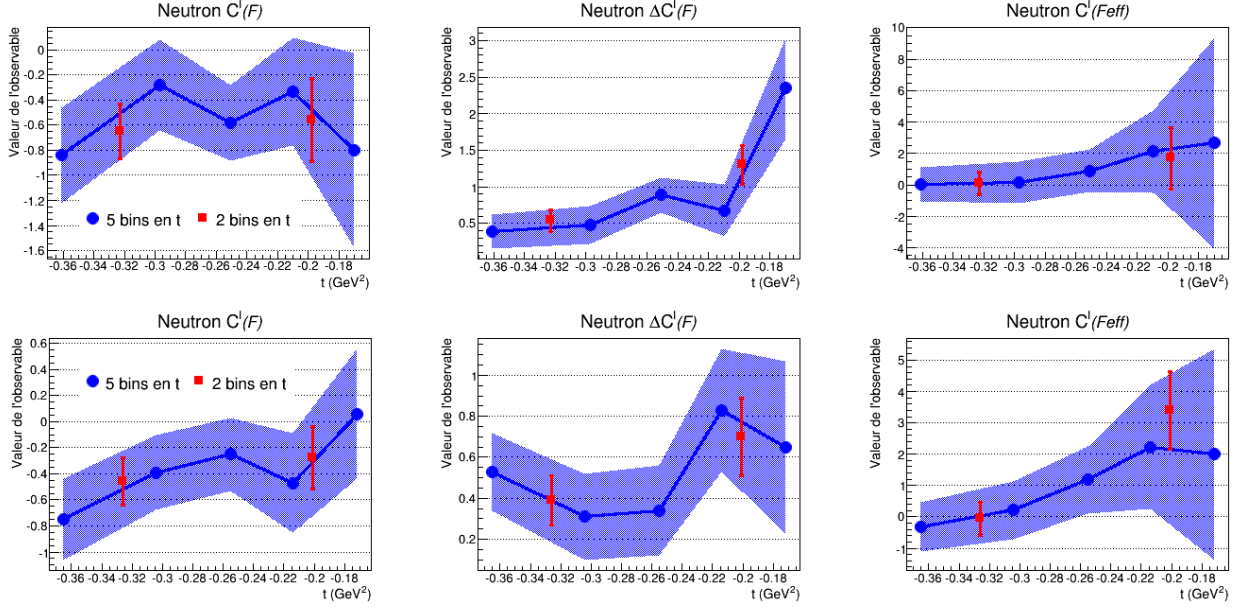 Neutron C^I(F)
Valeur de l'observable
0
-0.2
-0.4
-0.6
-0.8
-1
-1.2
-1.4
-1.6
5 bins en t
2 bins en t
-0.36 -0.34 -0.32 -0.3 -0.28 -0.26 -0.24 -0.22 -0.2 -0.18
t (GeV²)
Neutron ΔC^I(F)
Valeur de l'observable
3
2.5
2
1.5
1
0.5
-0.36 -0.34 -0.32 -0.3 -0.28 -0.26 -0.24 -0.22 -0.2 -0.18
t (GeV²)
Neutron C^I(Feff)
Valeur de l'observable
10
8
6
4
2
0
-2
-4
-0.36 -0.34 -0.32 -0.3 -0.28 -0.26 -0.24 -0.22 -0.2 -0.18
t (GeV²)
Neutron C^I(F)
Valeur de l'observable
0.6
0.4
0.2
0
-0.2
-0.4
-0.6
-0.8
-1
5 bins en t
2 bins en t
-0.36 -0.34 -0.32 -0.3 -0.28 -0.26 -0.24 -0.22 -0.2 -0.18
t (GeV²)
Neutron ΔC^I(F)
Valeur de l'observable
1
0.8
0.6
0.4
0.2
-0.36 -0.34 -0.32 -0.3 -0.28 -0.26 -0.24 -0.22 -0.2 -0.18
t (GeV²)
Neutron C^I(Feff)
Valeur de l'observable
5
4
3
2
1
0
-1
-0.36 -0.34 -0.32 -0.3 -0.28 -0.26 -0.24 -0.22 -0.2 -0.18
t (GeV²)